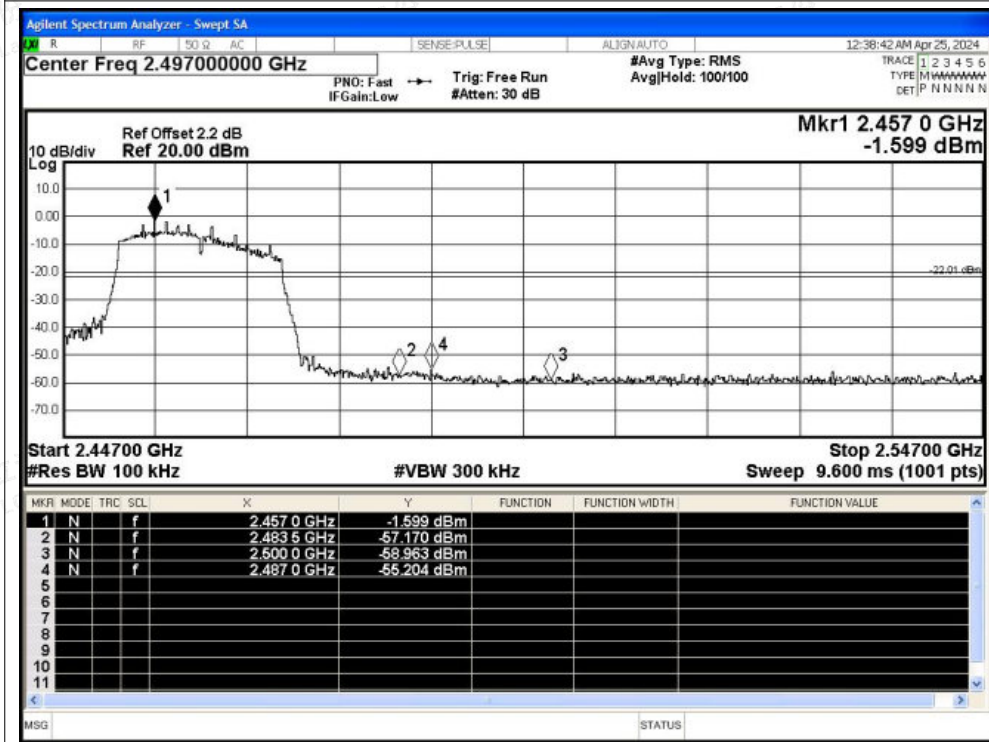 Agilent Spectrum Analyzer - Swept SA
LXI R RF 50 Ω AC SENSE:PULSE ALIGN AUTO 12:38:42 AM Apr 25, 2024
Center Freq 2.497000000 GHz
PNO: Fast
IFGain:Low
Trig: Free Run
#Atten: 30 dB
#Avg Type: RMS
Avg|Hold: 100/100
TRACE 1 2 3 4 5 6
TYPE M
DET P N N N N N
Mkr1 2.457 0 GHz
-1.599 dBm
Ref Offset 2.2 dB
10 dB/div Ref 20.00 dBm
Log
10.0
0.00
-10.0
-20.0
-30.0
-40.0
-50.0
-60.0
-70.0
1
2
4
3
-22.01 dBm
Start 2.44700 GHz Stop 2.54700 GHz
#Res BW 100 kHz #VBW 300 kHz Sweep 9.600 ms (1001 pts)
MKR MODE TRC SCL X Y FUNCTION FUNCTION WIDTH FUNCTION VALUE
1 N f 2.457 0 GHz -1.599 dBm
2 N f 2.483 5 GHz -57.170 dBm
3 N f 2.500 0 GHz -58.963 dBm
4 N f 2.487 0 GHz -55.204 dBm
5
6
7
8
9
10
11
MSG STATUS